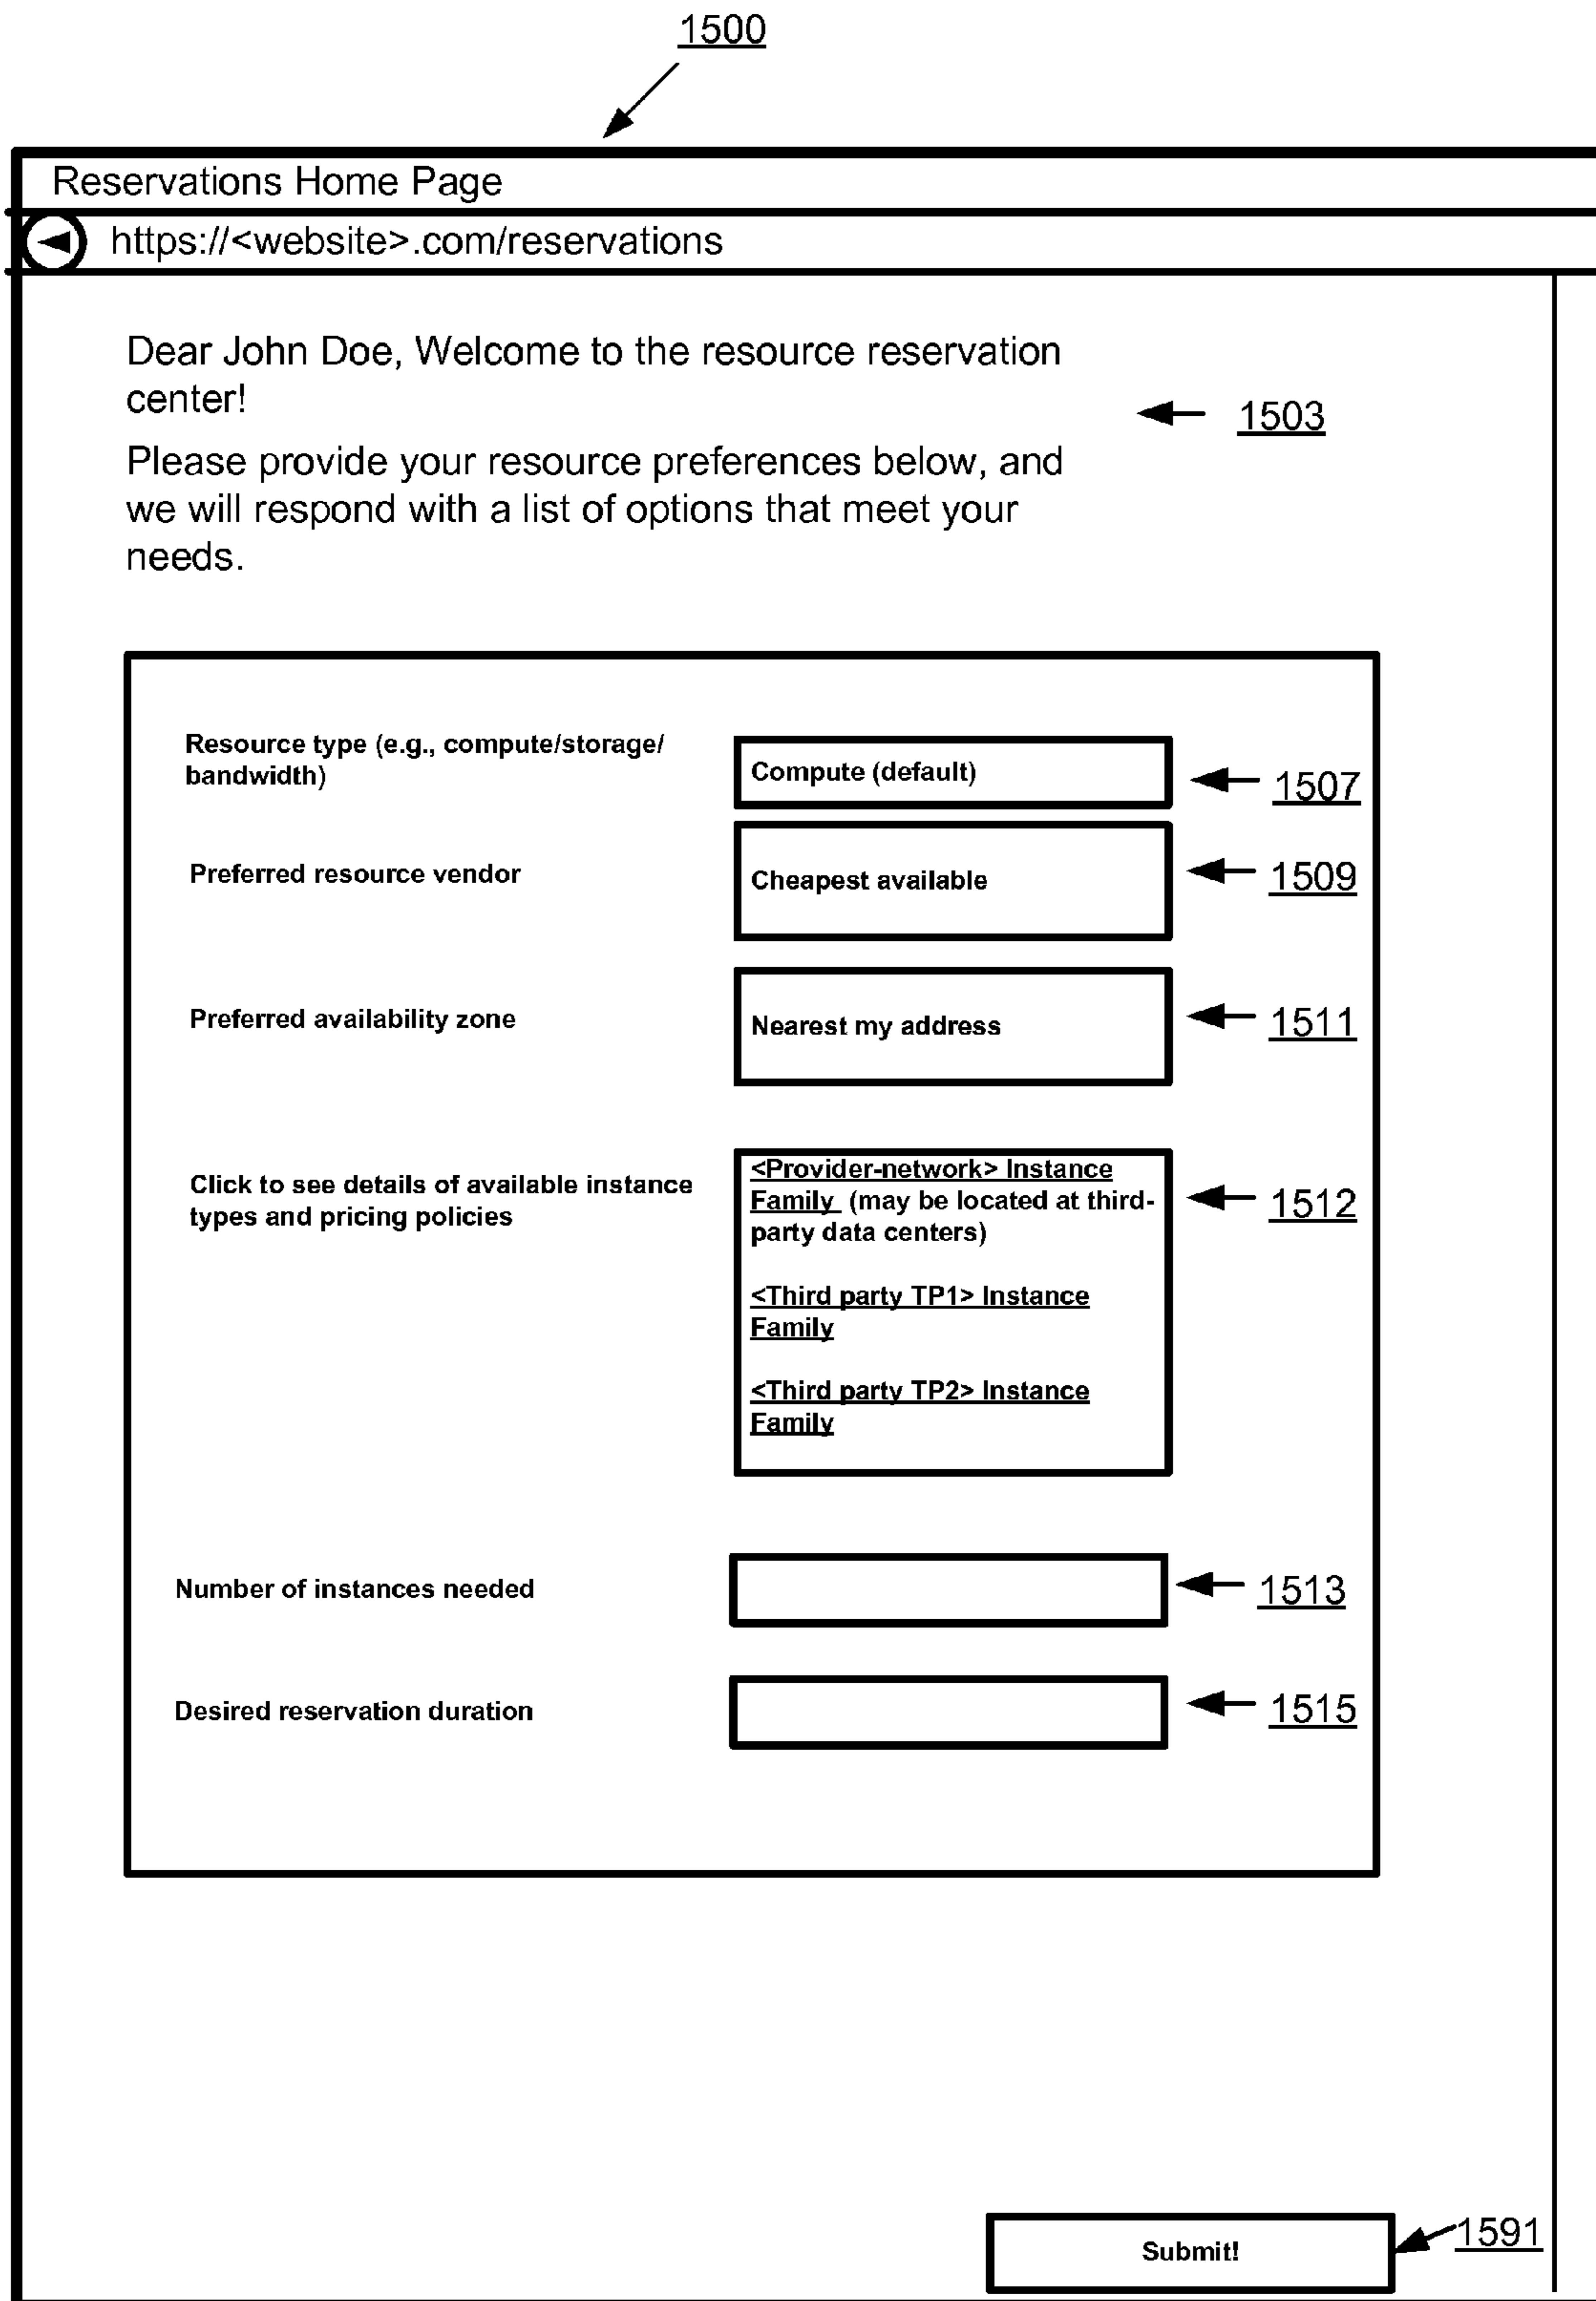 1500
Reservations Home Page
https://<website>.com/reservations
Dear John Doe, Welcome to the resource reservation
center!
1503
Please provide your resource preferences below, and
we will respond with a list of options that meet your
needs.
Resource type (e.g., compute/storage/
bandwidth)
Compute (default)
1507
Preferred resource vendor
Cheapest available
1509
Preferred availability zone
Nearest my address
1511
Click to see details of available instance
types and pricing policies
<Provider-network> Instance
Family (may be located at third-
party data centers)
<Third party TP1> Instance
Family
<Third party TP2> Instance
Family
1512
Number of instances needed
1513
Desired reservation duration
1515
Submit!
1591